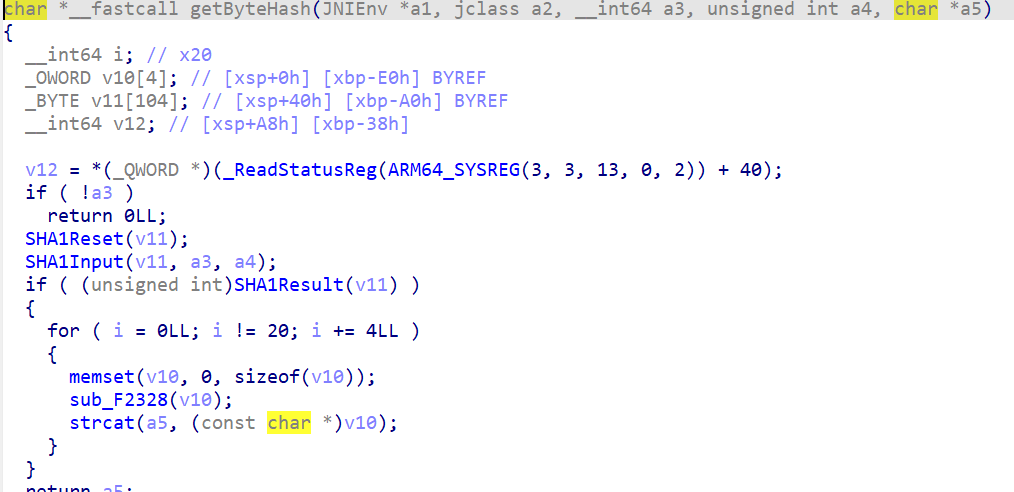 char *__fastcall getByteHash(JNIEnv *a1, jclass a2, __int64 a3, unsigned int a4, char *a5)
{
  __int64 i; // x20
  _OWORD v10[4]; // [xsp+0h] [xbp-E0h] BYREF
  _BYTE v11[104]; // [xsp+40h] [xbp-A0h] BYREF
  __int64 v12; // [xsp+A8h] [xbp-38h]

  v12 = *(_QWORD *)(_ReadStatusReg(ARM64_SYSREG(3, 3, 13, 0, 2)) + 40);
  if ( !a3 )
    return 0LL;
  SHA1Reset(v11);
  SHA1Input(v11, a3, a4);
  if ( (unsigned int)SHA1Result(v11) )
  {
    for ( i = 0LL; i != 20; i += 4LL )
    {
      memset(v10, 0, sizeof(v10));
      sub_F2328(v10);
      strcat(a5, (const char *)v10);
    }
  }
  return a5;